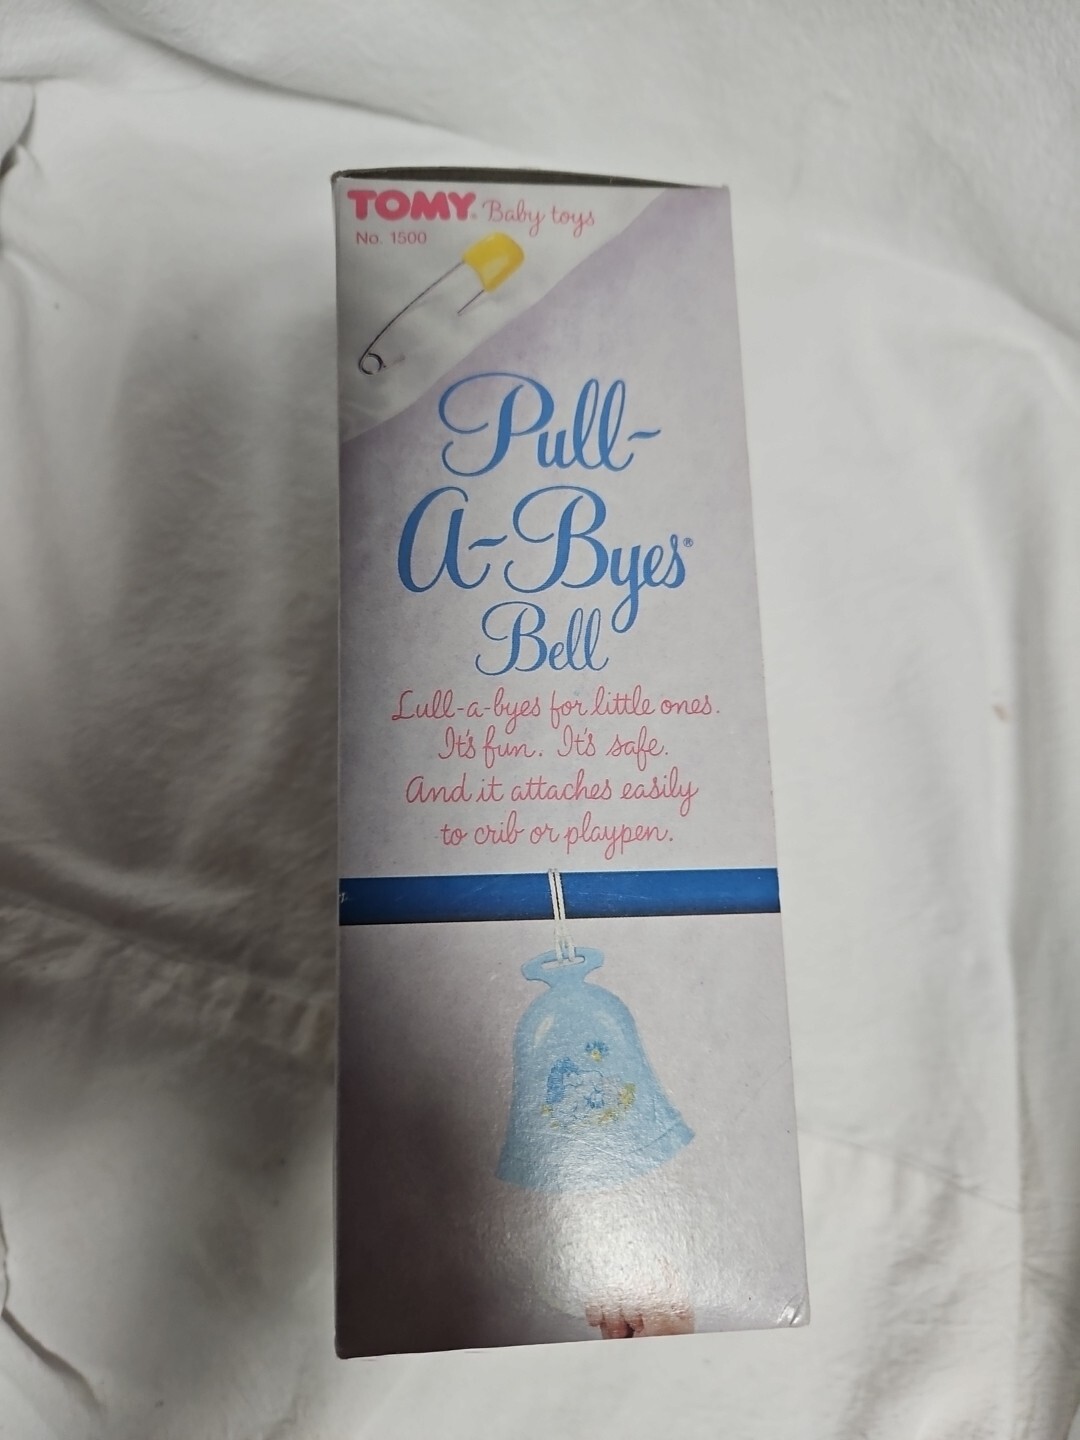 TOMY® Baby toys
No. 1500
Pull-
A-Byes®
Bell
Lull-a-byes for little ones.
It's fun. It's safe.
And it attaches easily
to crib or playpen.